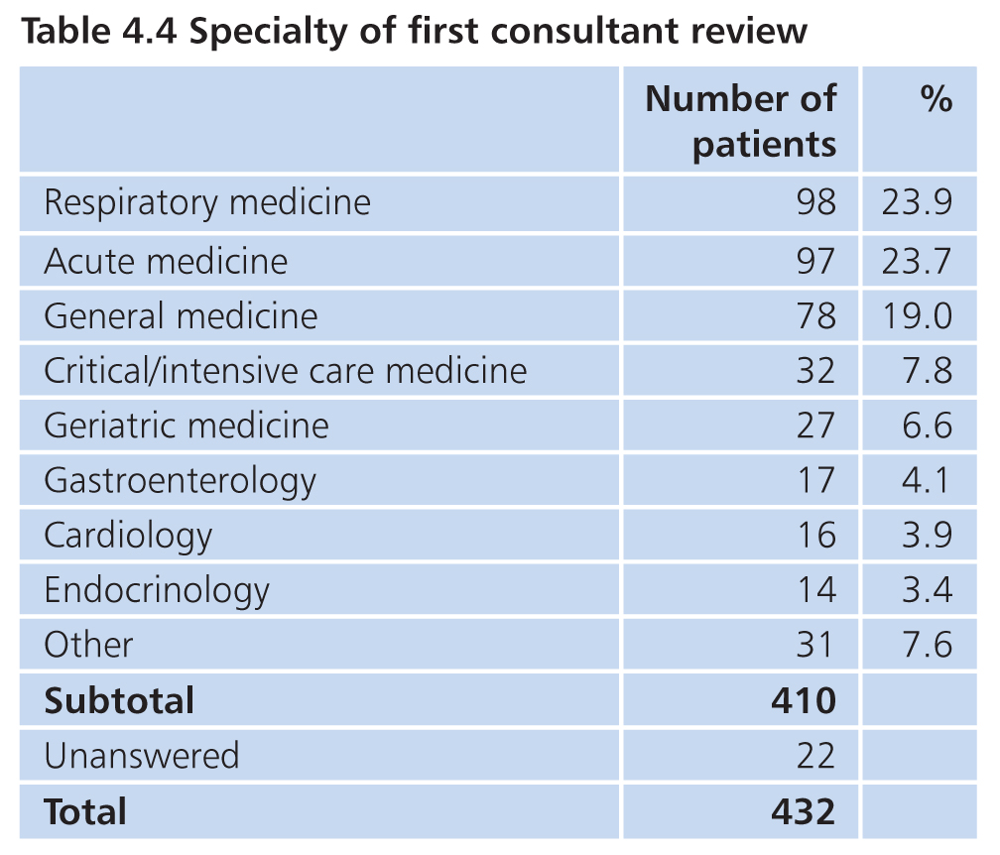 Table 4.4 Specialty of first consultant review
Number of patients %
Respiratory medicine 98 23.9
Acute medicine 97 23.7
General medicine 78 19.0
Critical/intensive care medicine 32 7.8
Geriatric medicine 27 6.6
Gastroenterology 17 4.1
Cardiology 16 3.9
Endocrinology 14 3.4
Other 31 7.6
Subtotal 410
Unanswered 22
Total 432